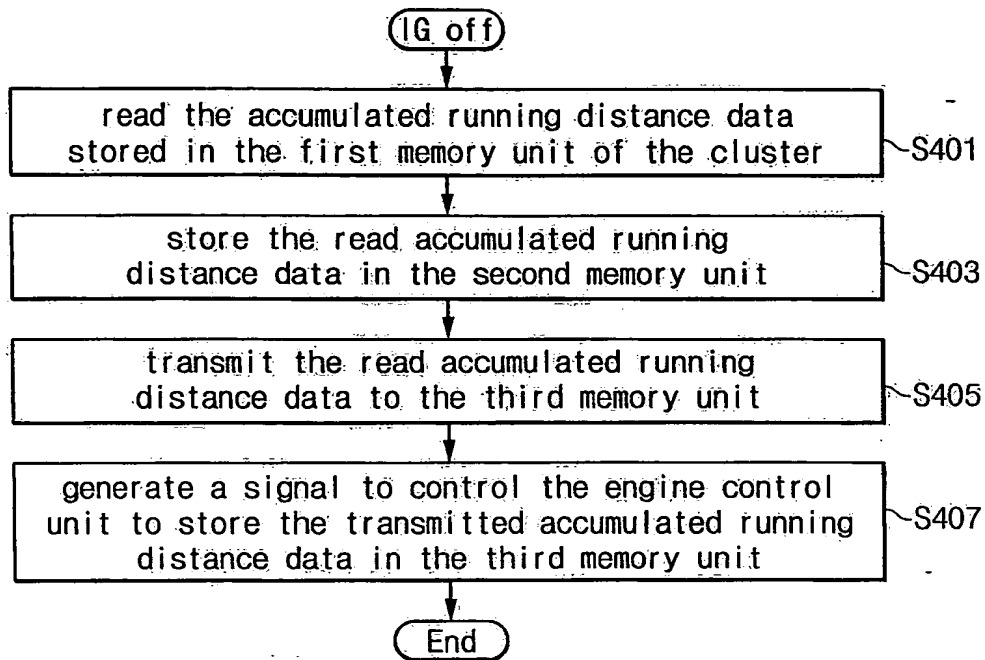 IG off
read the accumulated running distance data
stored in the first memory unit of the cluster
S401
store the read accumulated running
distance data in the second memory unit
S403
transmit the read accumulated running
distance data to the third memory unit
S405
generate a signal to control the engine control
unit to store the transmitted accumulated running
distance data in the third memory unit
S407
End